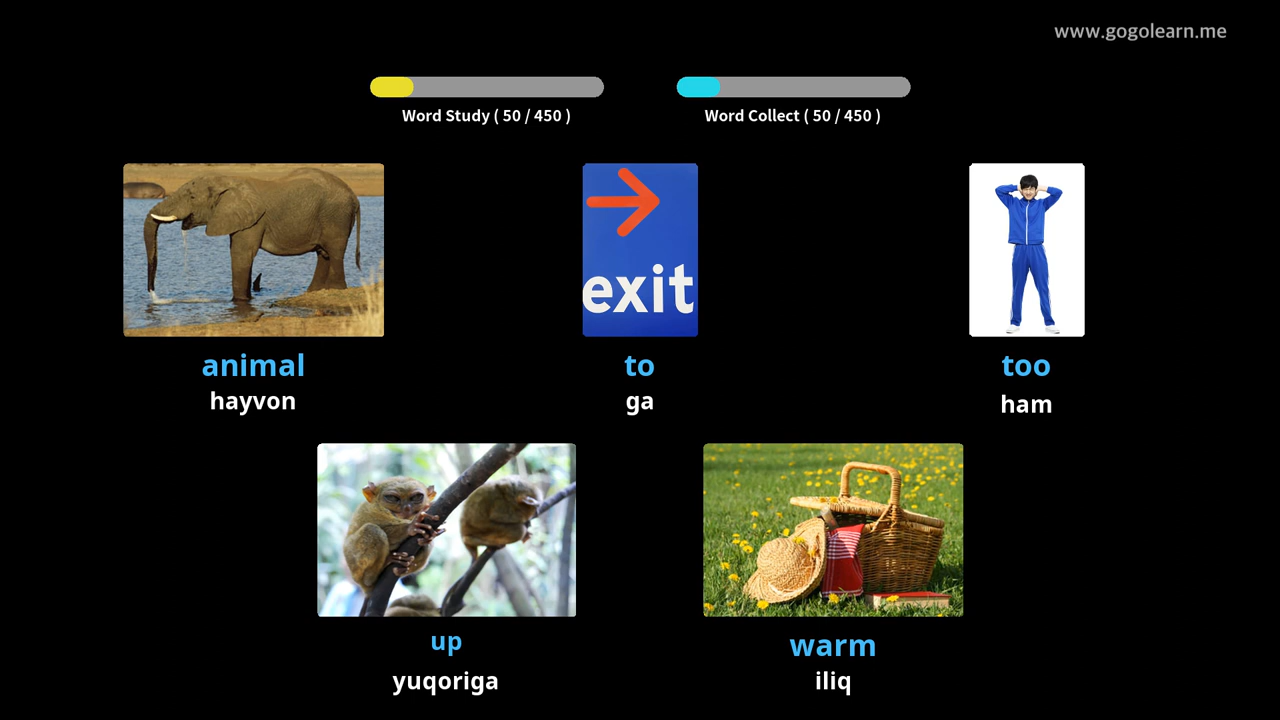 www.gogolearn.me
Word Study ( 50 / 450 )
Word Collect ( 50 / 450 )
exit
animal
hayvon
to
ga
too
ham
up
yuqoriga
warm
iliq